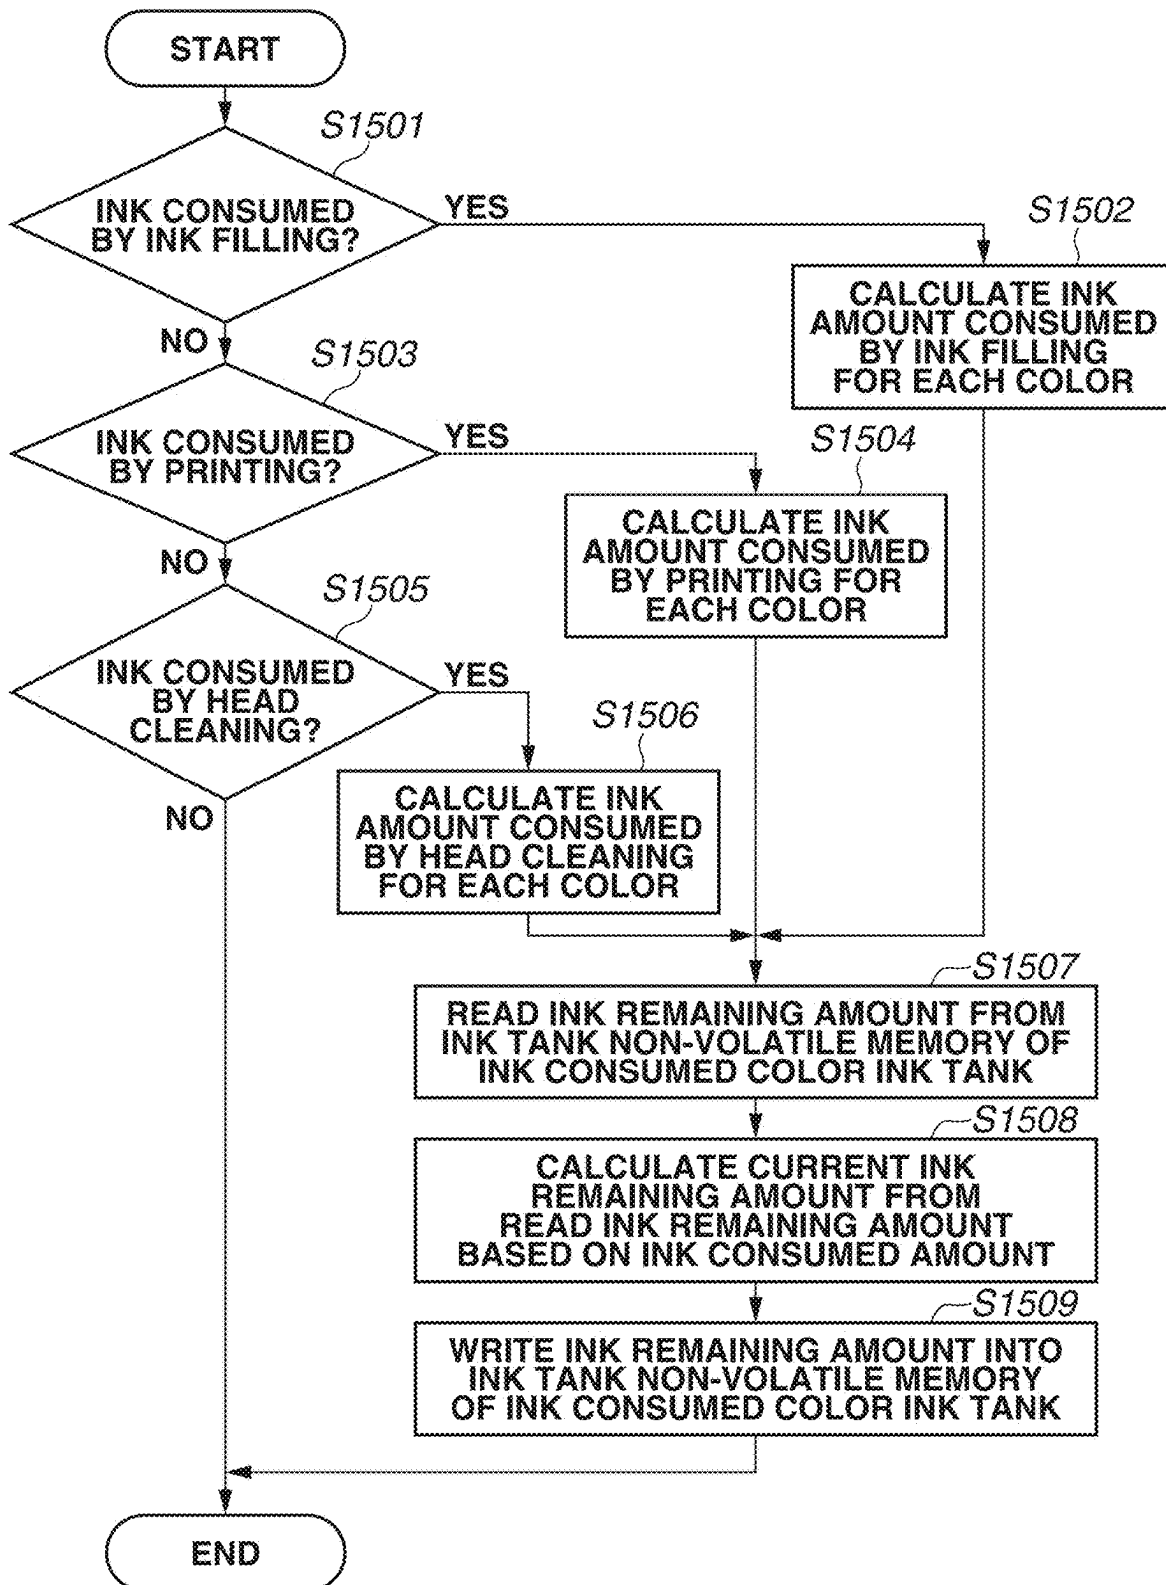 START
S1501
INK CONSUMED
BY INK FILLING?
YES
S1502
CALCULATE INK
AMOUNT CONSUMED
BY INK FILLING
FOR EACH COLOR
NO
S1503
INK CONSUMED
BY PRINTING?
YES
S1504
CALCULATE INK
AMOUNT CONSUMED
BY PRINTING FOR
EACH COLOR
NO
S1505
INK CONSUMED
BY HEAD
CLEANING?
YES
S1506
CALCULATE INK
AMOUNT CONSUMED
BY HEAD CLEANING
FOR EACH COLOR
NO
S1507
READ INK REMAINING AMOUNT FROM
INK TANK NON-VOLATILE MEMORY OF
INK CONSUMED COLOR INK TANK
S1508
CALCULATE CURRENT INK
REMAINING AMOUNT FROM
READ INK REMAINING AMOUNT
BASED ON INK CONSUMED AMOUNT
S1509
WRITE INK REMAINING AMOUNT INTO
INK TANK NON-VOLATILE MEMORY
OF INK CONSUMED COLOR INK TANK
END